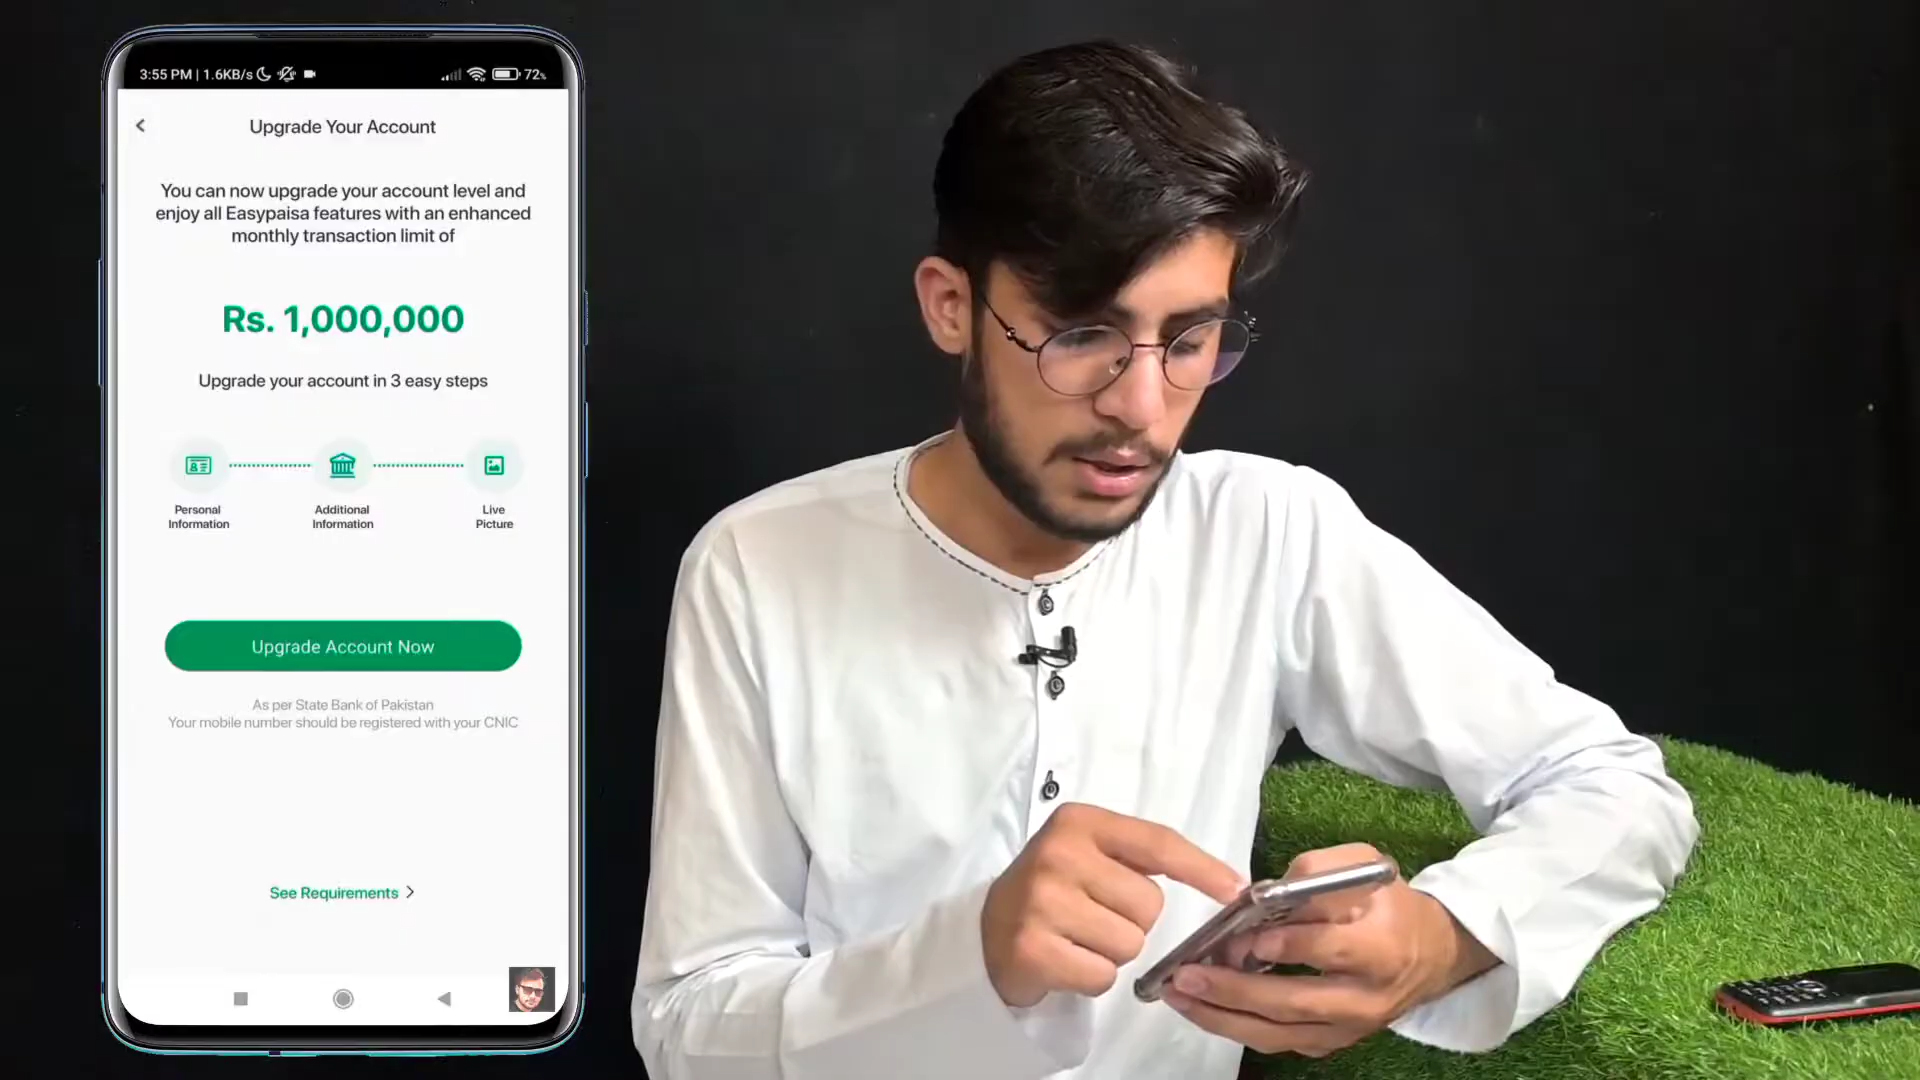 3:55 PM | 1.6KB/s 72%
Upgrade Your Account
You can now upgrade your account level and
enjoy all Easypaisa features with an enhanced
monthly transaction limit of
Rs. 1,000,000
Upgrade your account in 3 easy steps
Personal
Information
Additional
Information
Live
Picture
Upgrade Account Now
As per State Bank of Pakistan
Your mobile number should be registered with your CNIC
See Requirements